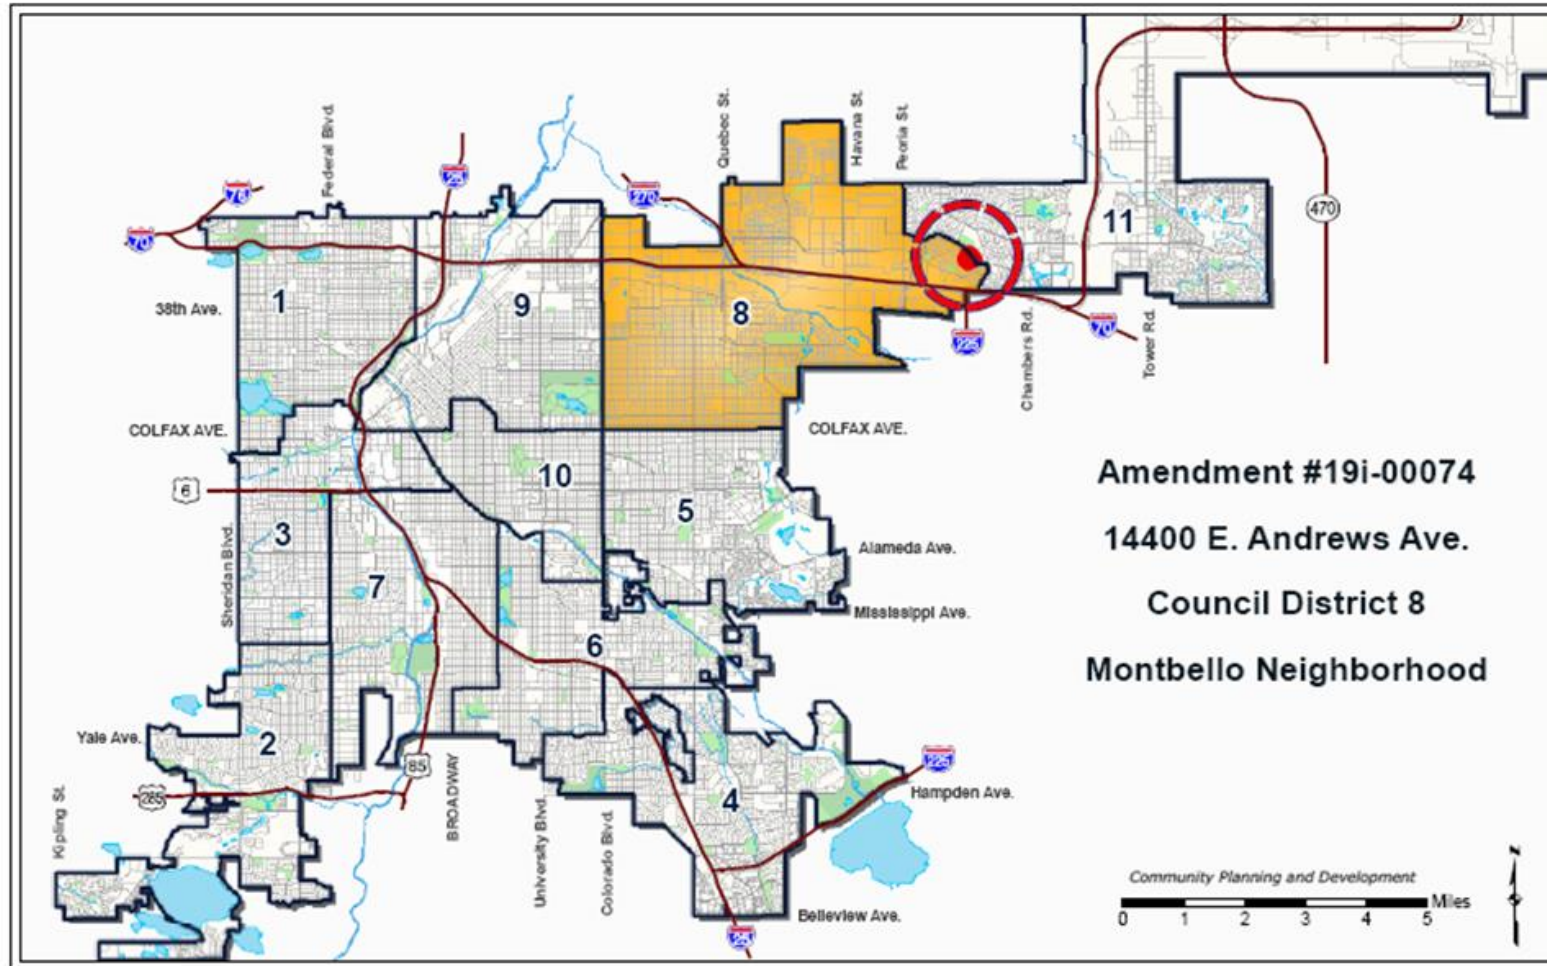 Federal Blvd.
Quebec St.
Havana St.
Peoria St.
76
25
270
70
470
11
1
9
8
38th Ave.
225
70
Chambers Rd.
Tower Rd.
COLFAX AVE.
COLFAX AVE.
6
10
5
3
Sheridan Blvd.
7
Alameda Ave.
Mississippi Ave.
6
Amendment #19i-00074
14400 E. Andrews Ave.
Council District 8
Montbello Neighborhood
Yale Ave.
2
85
285
BROADWAY
University Blvd.
Colorado Blvd.
4
225
Hampden Ave.
Kipling St.
Belleview Ave.
25
Community Planning and Development
Miles
0 1 2 3 4 5